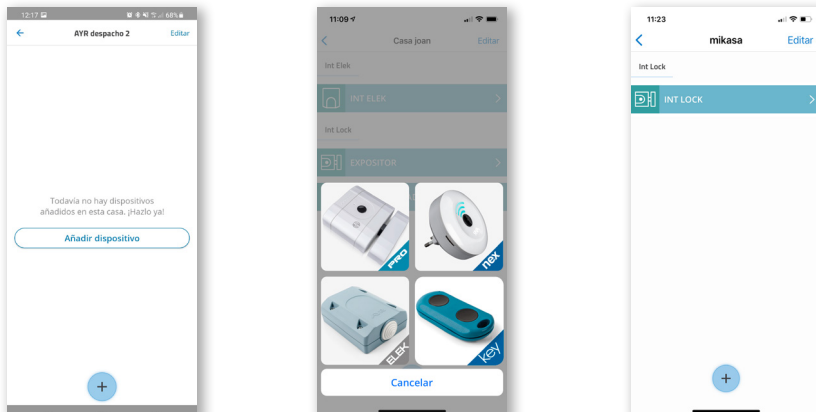 12:17 68%
AYR despacho 2 Editar
Todavía no hay dispositivos
añadidos en esta casa. ¡Hazlo ya!
Añadir dispositivo
+
11:09
Casa joan Editar
Int Elek
INT ELEK
Int Lock
EXPOSITOR
PRO
nex
ELEK
key
Cancelar
11:23
mikasa Editar
Int Lock
INT LOCK
+